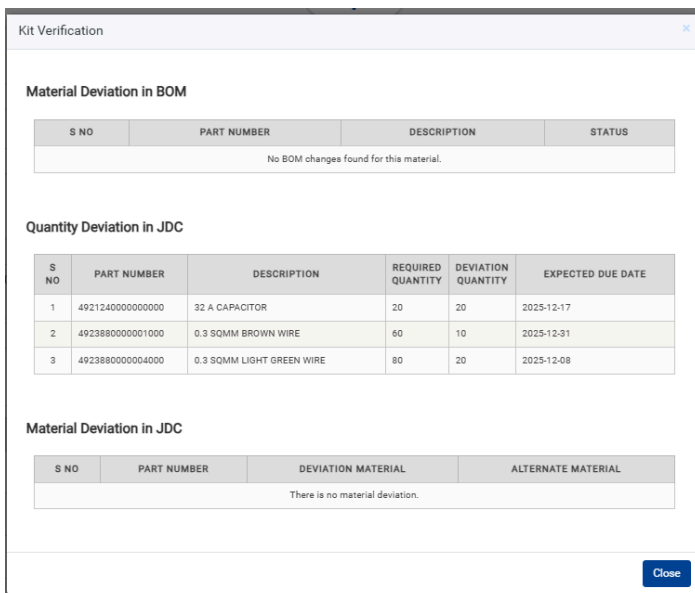 Kit Verification ×
Material Deviation in BOM
S NO PART NUMBER DESCRIPTION STATUS
No BOM changes found for this material.
Quantity Deviation in JDC
S NO PART NUMBER DESCRIPTION REQUIRED QUANTITY DEVIATION QUANTITY EXPECTED DUE DATE
1 4921240000000000 32 A CAPACITOR 20 20 2025-12-17
2 4923880000001000 0.3 SQMM BROWN WIRE 60 10 2025-12-31
3 4923880000004000 0.3 SQMM LIGHT GREEN WIRE 80 20 2025-12-08
Material Deviation in JDC
S NO PART NUMBER DEVIATION MATERIAL ALTERNATE MATERIAL
There is no material deviation.
Close